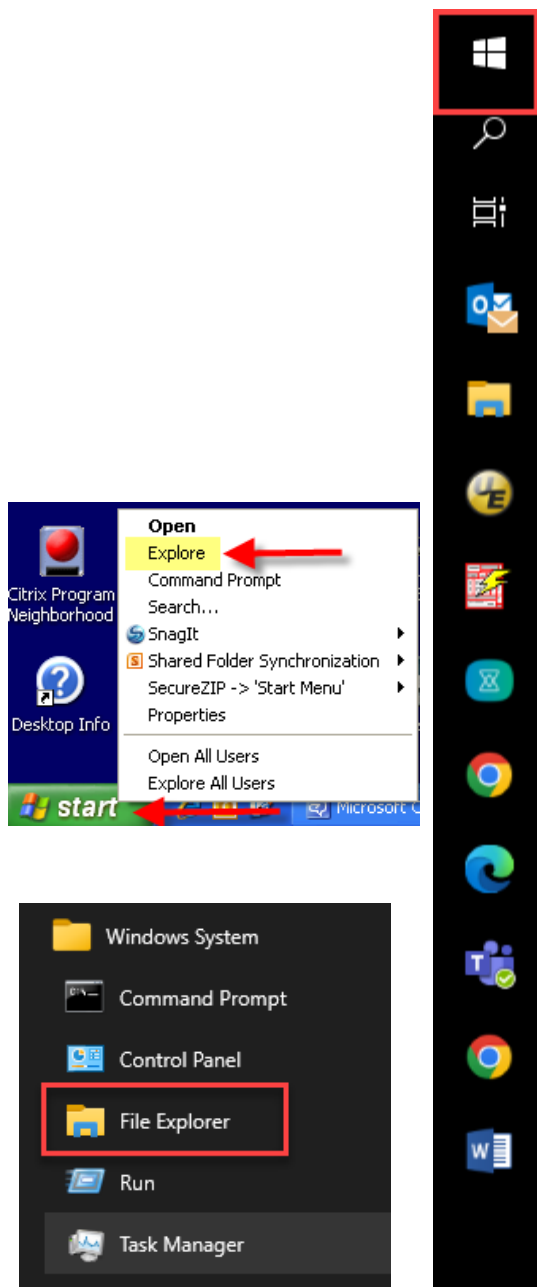 Open
Explore
Command Prompt
Search...
SnagIt
Shared Folder Synchronization
SecureZIP -> 'Start Menu'
Properties
Open All Users
Explore All Users
Citrix Program
Neighborhood
Desktop Info
start
Microsoft C
Windows System
Command Prompt
Control Panel
File Explorer
Run
Task Manager